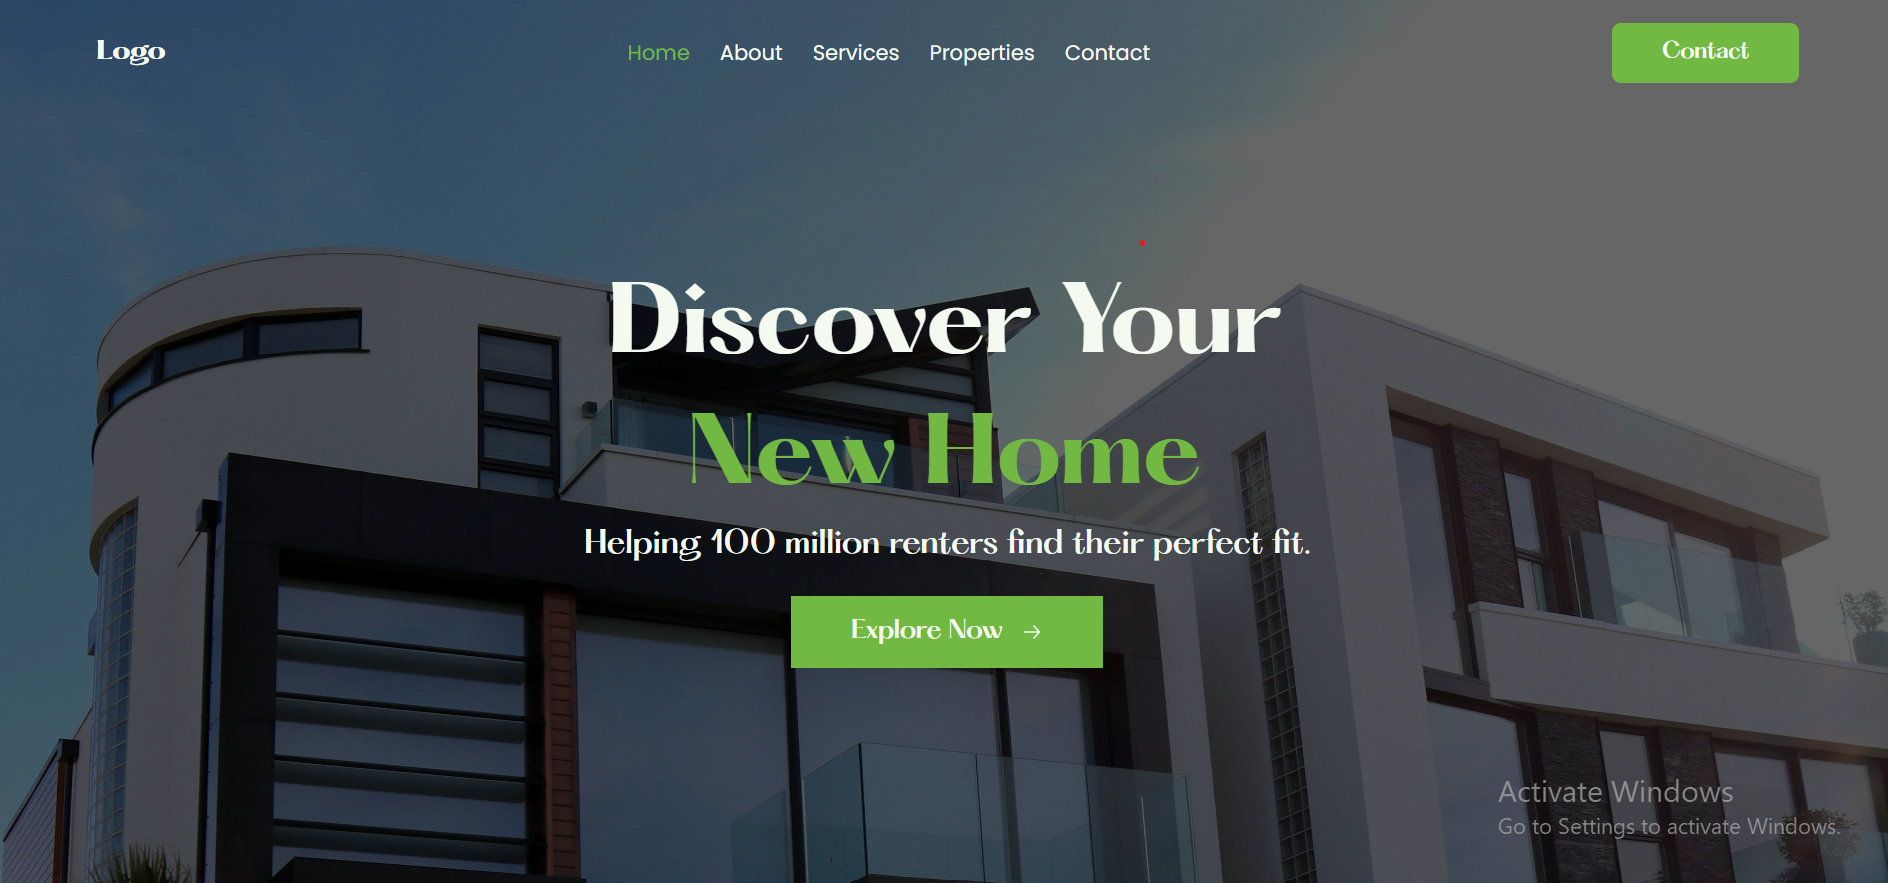 Logo
Home About Services Properties Contact
Contact
Discover Your
New Home
Helping 100 million renters find their perfect fit.
Explore Now →
Activate Windows
Go to Settings to activate Windows.